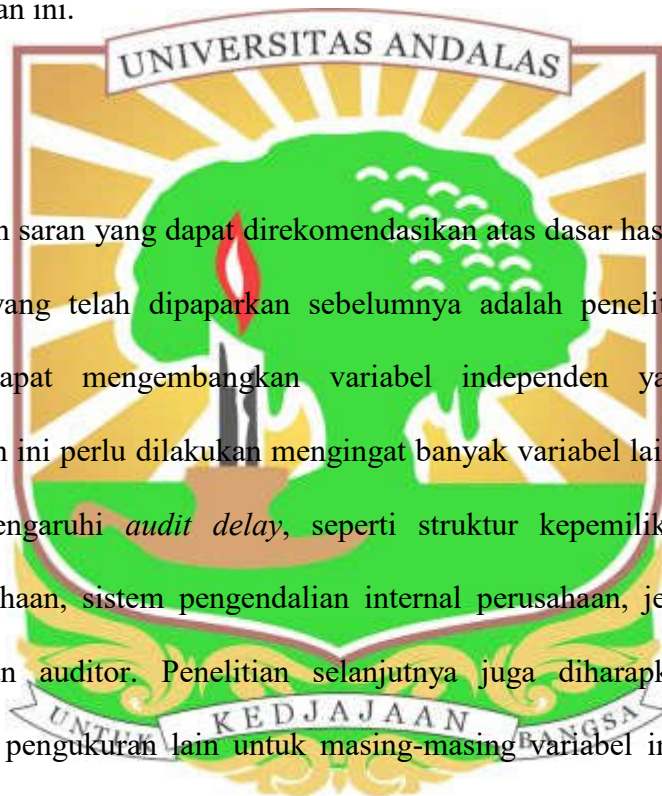 an ini.
UNIVERSITAS ANDALAS
n saran yang dapat direkomendasikan atas dasar has
yang telah dipaparkan sebelumnya adalah penelit
apat mengembangkan variabel independen ya
n ini perlu dilakukan mengingat banyak variabel lai
engaruhi audit delay, seperti struktur kepemilik
haan, sistem pengendalian internal perusahaan, je
n auditor. Penelitian selanjutnya juga diharapk
UNTUK KEDJAJAAN BANGSA
pengukuran lain untuk masing-masing variabel in